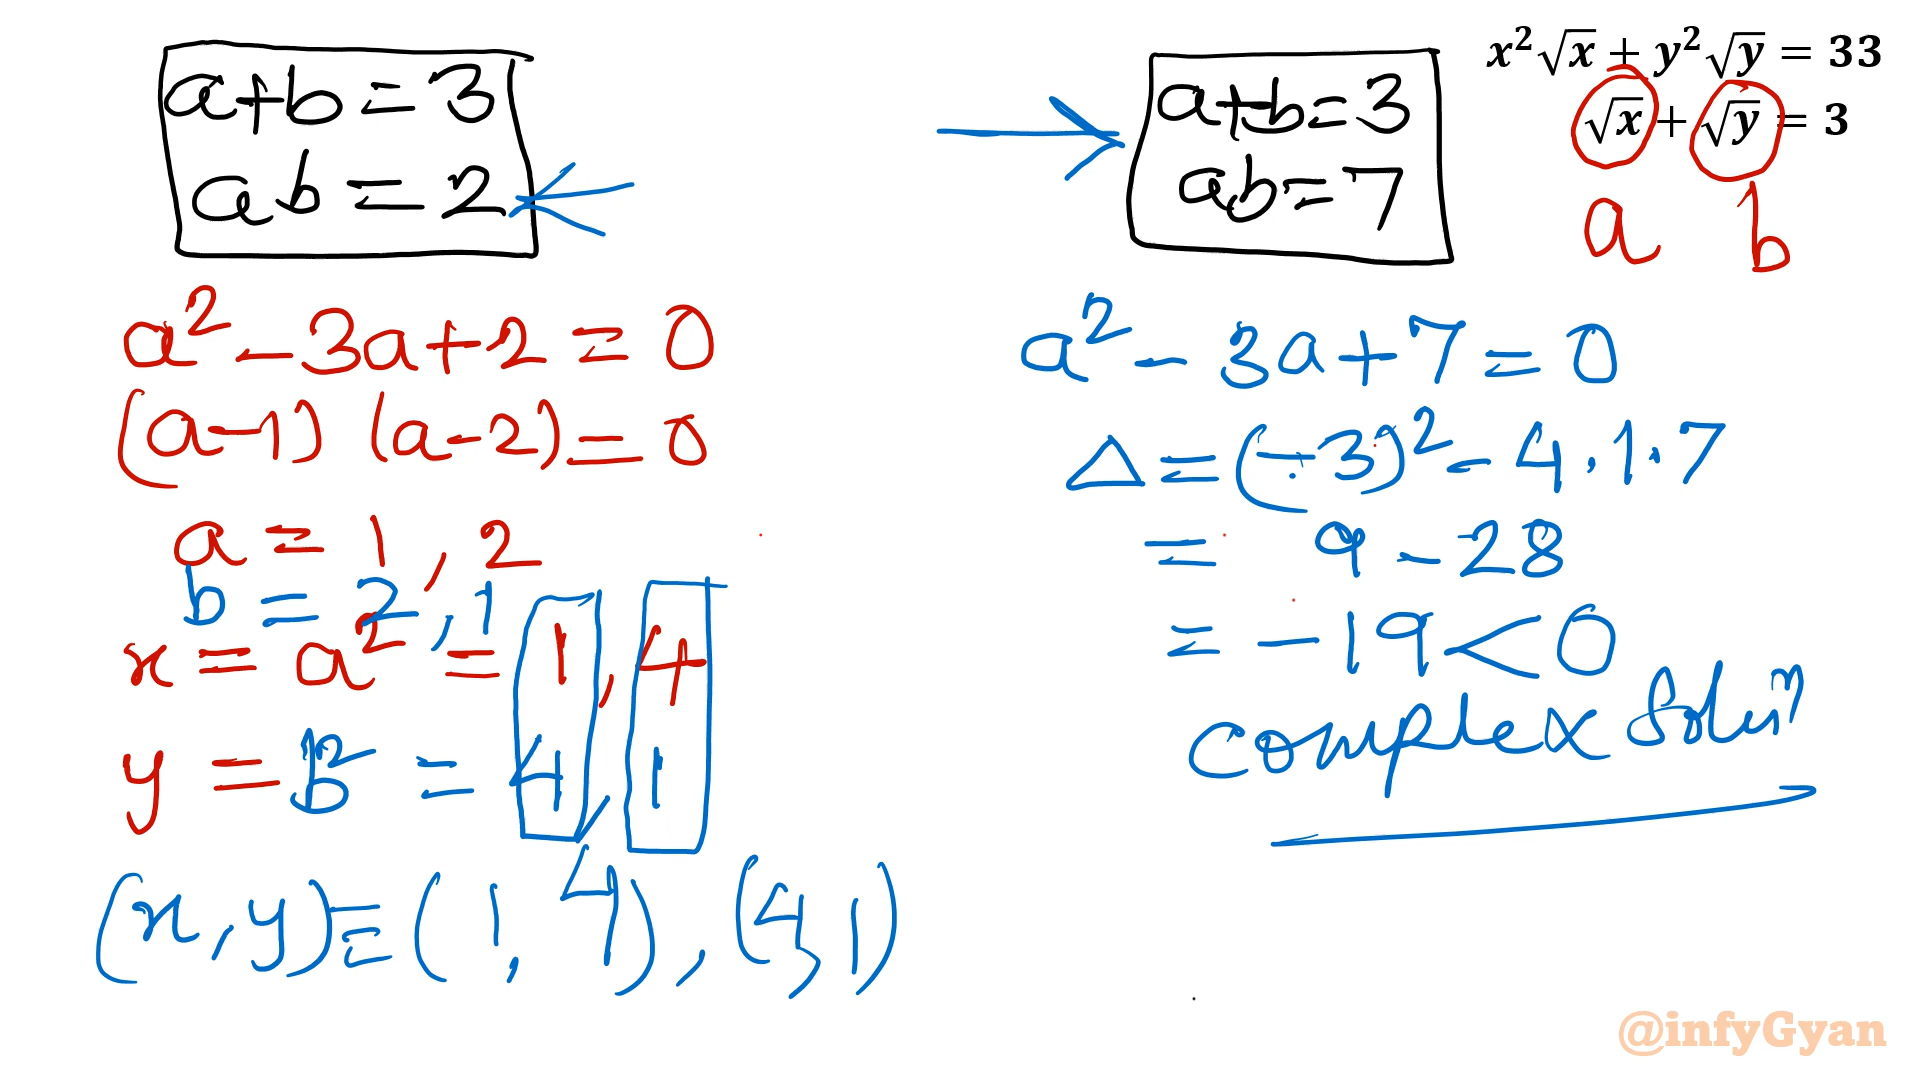 a+b=3
ab=2
a² - 3a + 2 = 0
(a-1) (a-2) = 0
a = 1, 2
b = 2, 1
x = a² = 1, 4
y = b² = 4, 1
(x, y) ≡ (1, 4), (4, 1)
a+b=3
ab=7
x²√x + y²√y = 33
√x + √y = 3
a b
a² - 3a + 7 = 0
Δ = (-3)² - 4.1.7
= 9 - 28
= -19 < 0
complex soluⁿ
@infyGyan